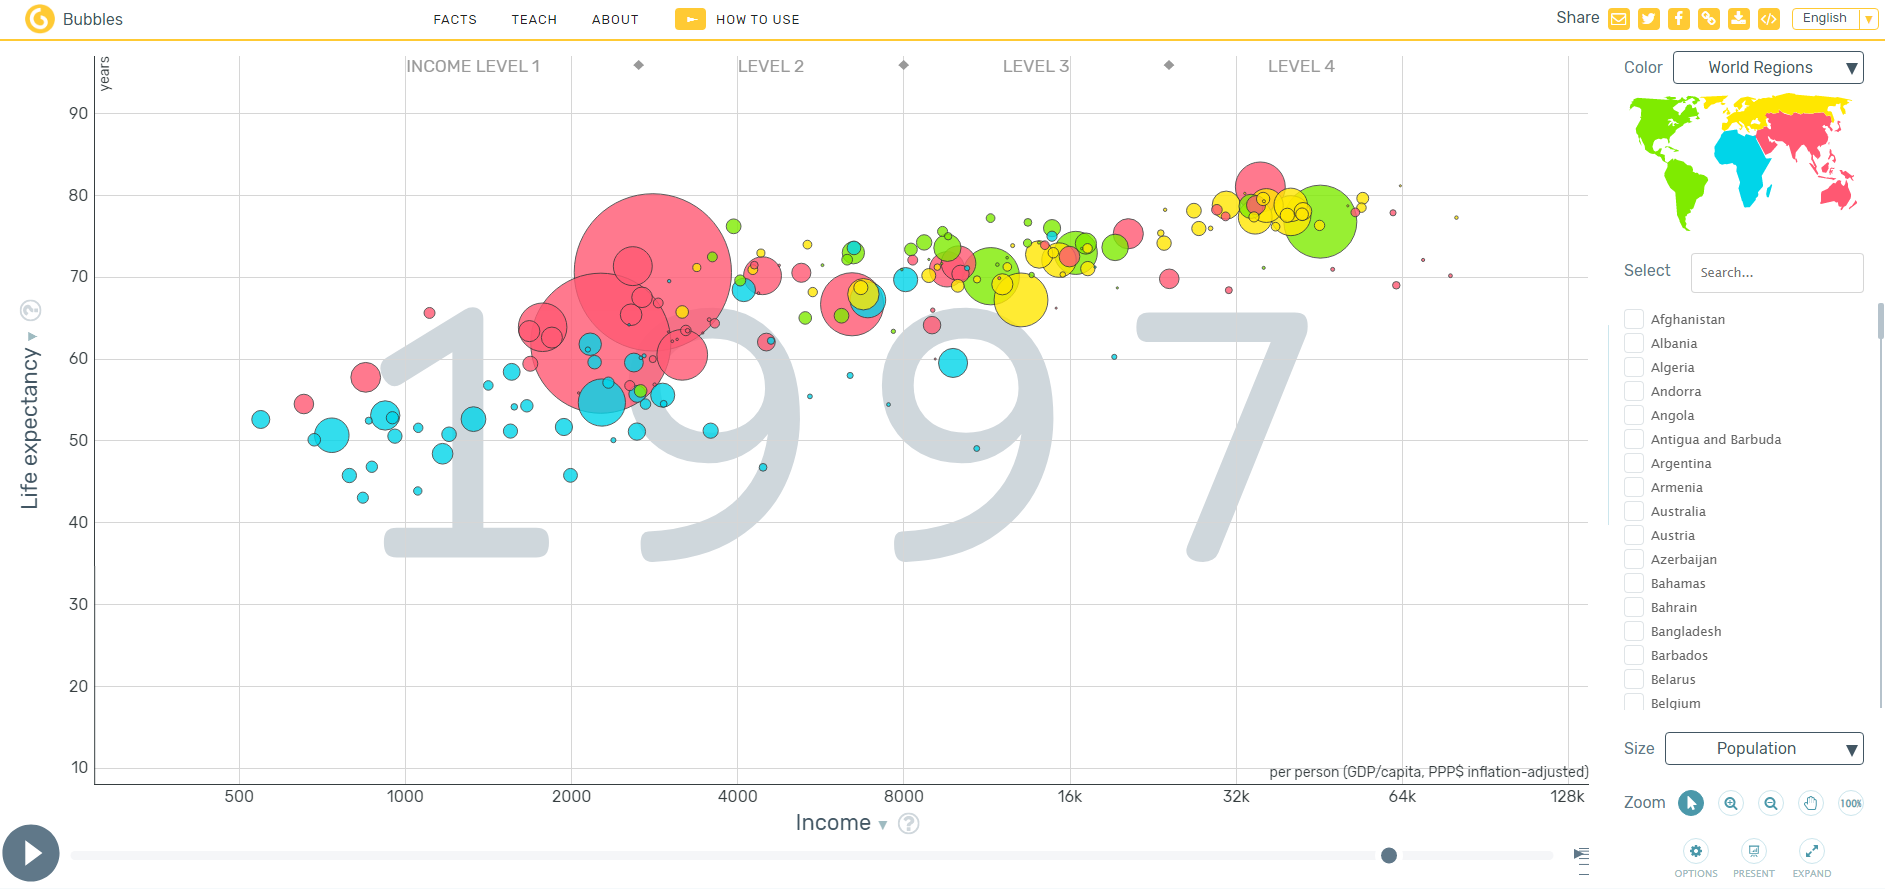 Bubbles
FACTS TEACH ABOUT HOW TO USE
Share
English
years
INCOME LEVEL 1 LEVEL 2 LEVEL 3 LEVEL 4
90
80
70
60
50
40
30
20
10
Life expectancy
?
1997
per person (GDP/capita, PPP$ inflation-adjusted)
500 1000 2000 4000 8000 16k 32k 64k 128k
Income ?
Color World Regions
Select Search...
Afghanistan
Albania
Algeria
Andorra
Angola
Antigua and Barbuda
Argentina
Armenia
Australia
Austria
Azerbaijan
Bahamas
Bahrain
Bangladesh
Barbados
Belarus
Belgium
Size Population
Zoom 100%
OPTIONS PRESENT EXPAND